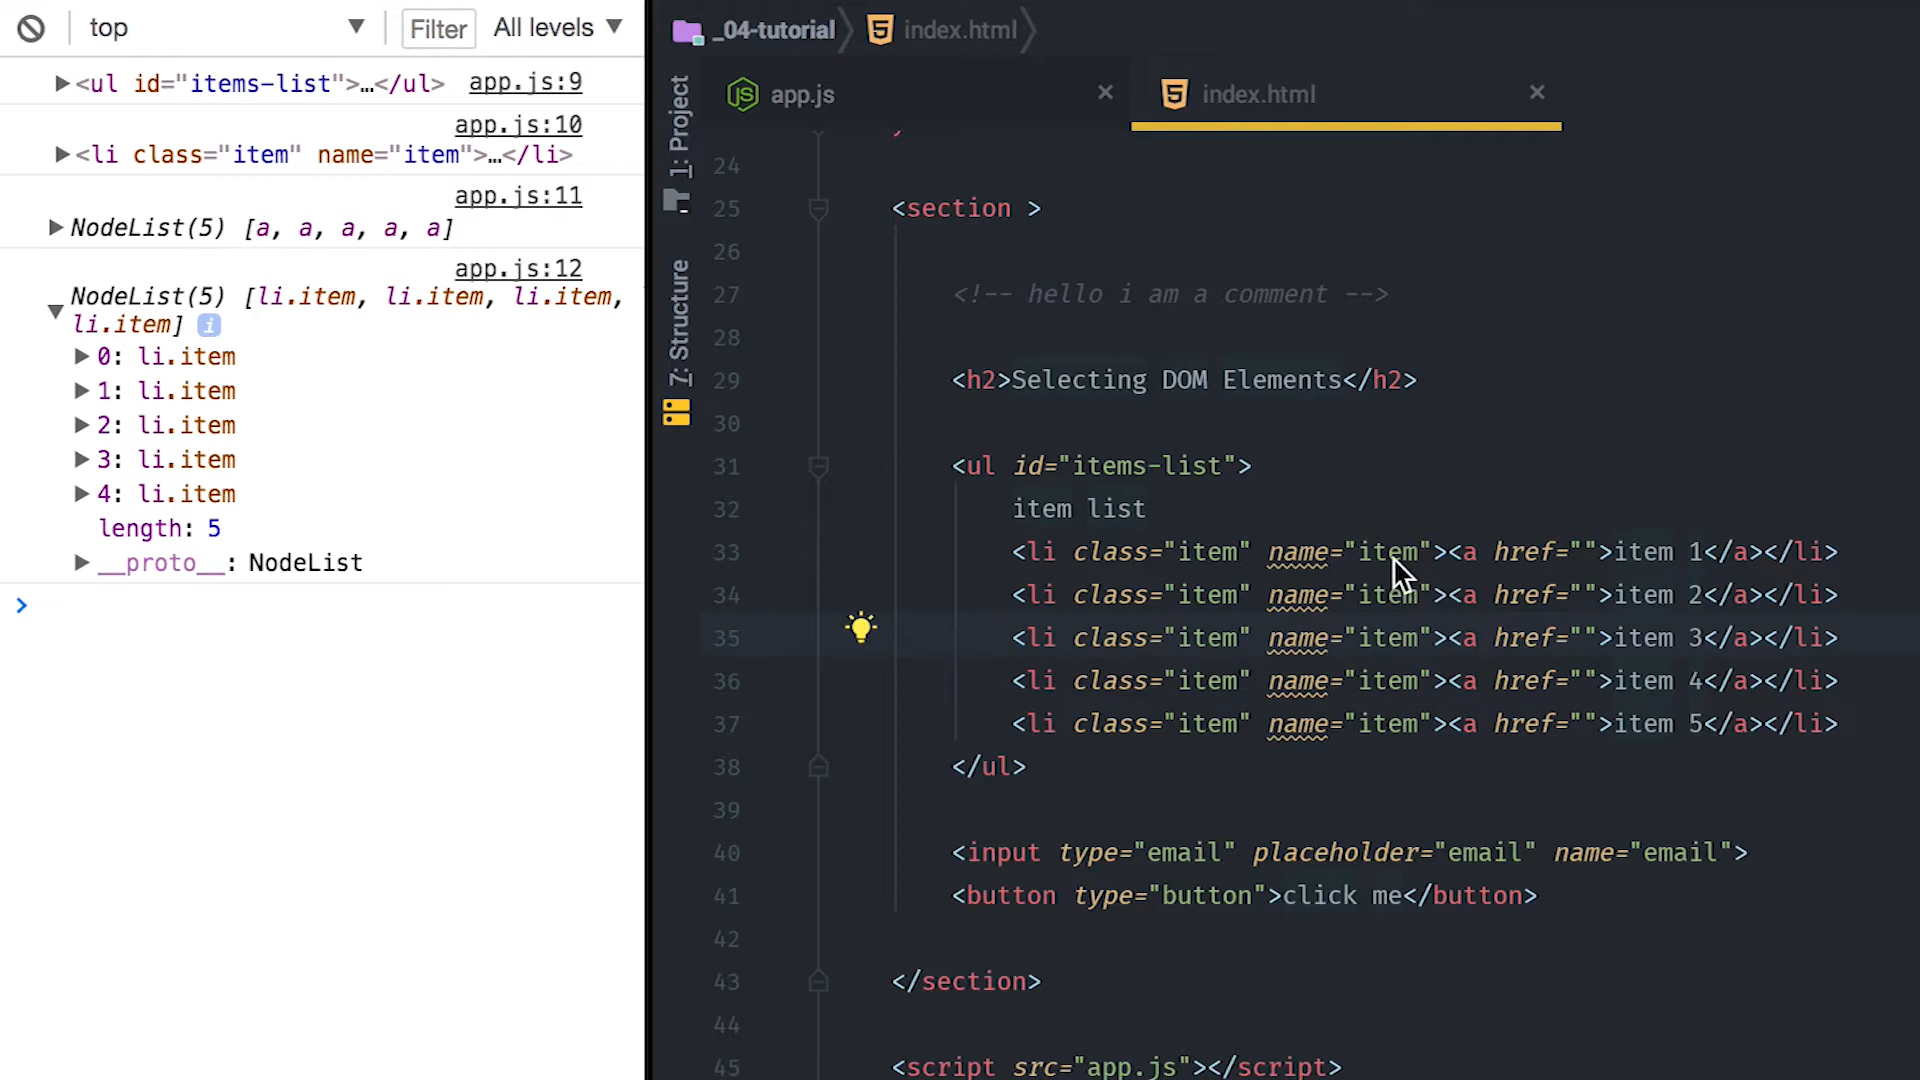 top
Filter
All levels
<ul id="items-list">…</ul> app.js:9
app.js:10
<li class="item" name="item">…</li>
app.js:11
NodeList(5) [a, a, a, a, a]
app.js:12
NodeList(5) [li.item, li.item, li.item,
li.item] i
0: li.item
1: li.item
2: li.item
3: li.item
4: li.item
length: 5
__proto__: NodeList
>
_04-tutorial
5 index.html
1: Project
7: Structure
JS app.js ×
5 index.html ×
24
25 <section >
26
27 <!-- hello i am a comment -->
28
29 <h2>Selecting DOM Elements</h2>
30
31 <ul id="items-list">
32 item list
33 <li class="item" name="item"><a href="">item 1</a></li>
34 <li class="item" name="item"><a href="">item 2</a></li>
35 <li class="item" name="item"><a href="">item 3</a></li>
36 <li class="item" name="item"><a href="">item 4</a></li>
37 <li class="item" name="item"><a href="">item 5</a></li>
38 </ul>
39
40 <input type="email" placeholder="email" name="email">
41 <button type="button">click me</button>
42
43 </section>
44
45 <script src="app.js"></script>